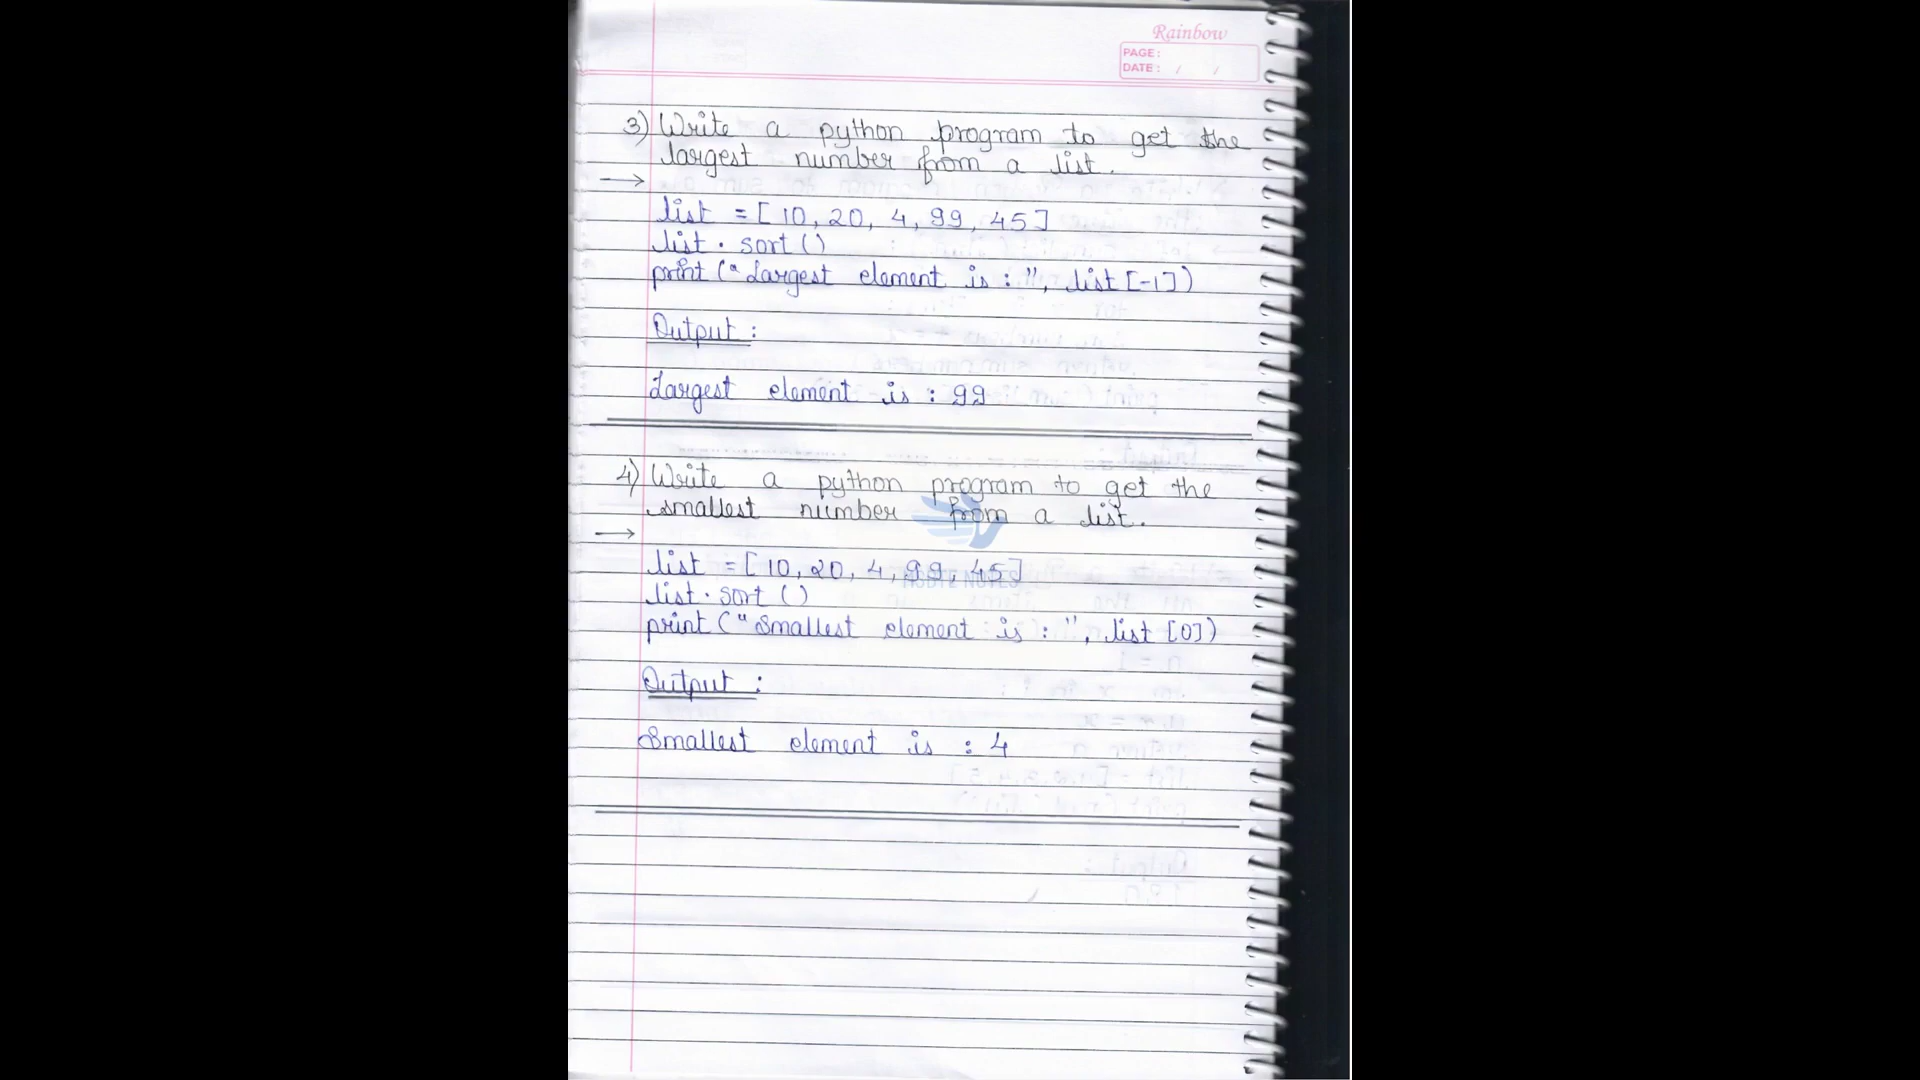 Rainbow
PAGE:
DATE: / /
3) Write a python program to get the
largest number from a list.
→
list = [10, 20, 4, 99, 45]
list.sort()
print("Largest element is : ", list[-1])
Output :
Largest element is : 99
4) Write a python program to get the
smallest number from a list.
→
list = [10, 20, 4, 99, 45]
list.sort()
print("Smallest element is : ", list[0])
Output :
Smallest element is : 4